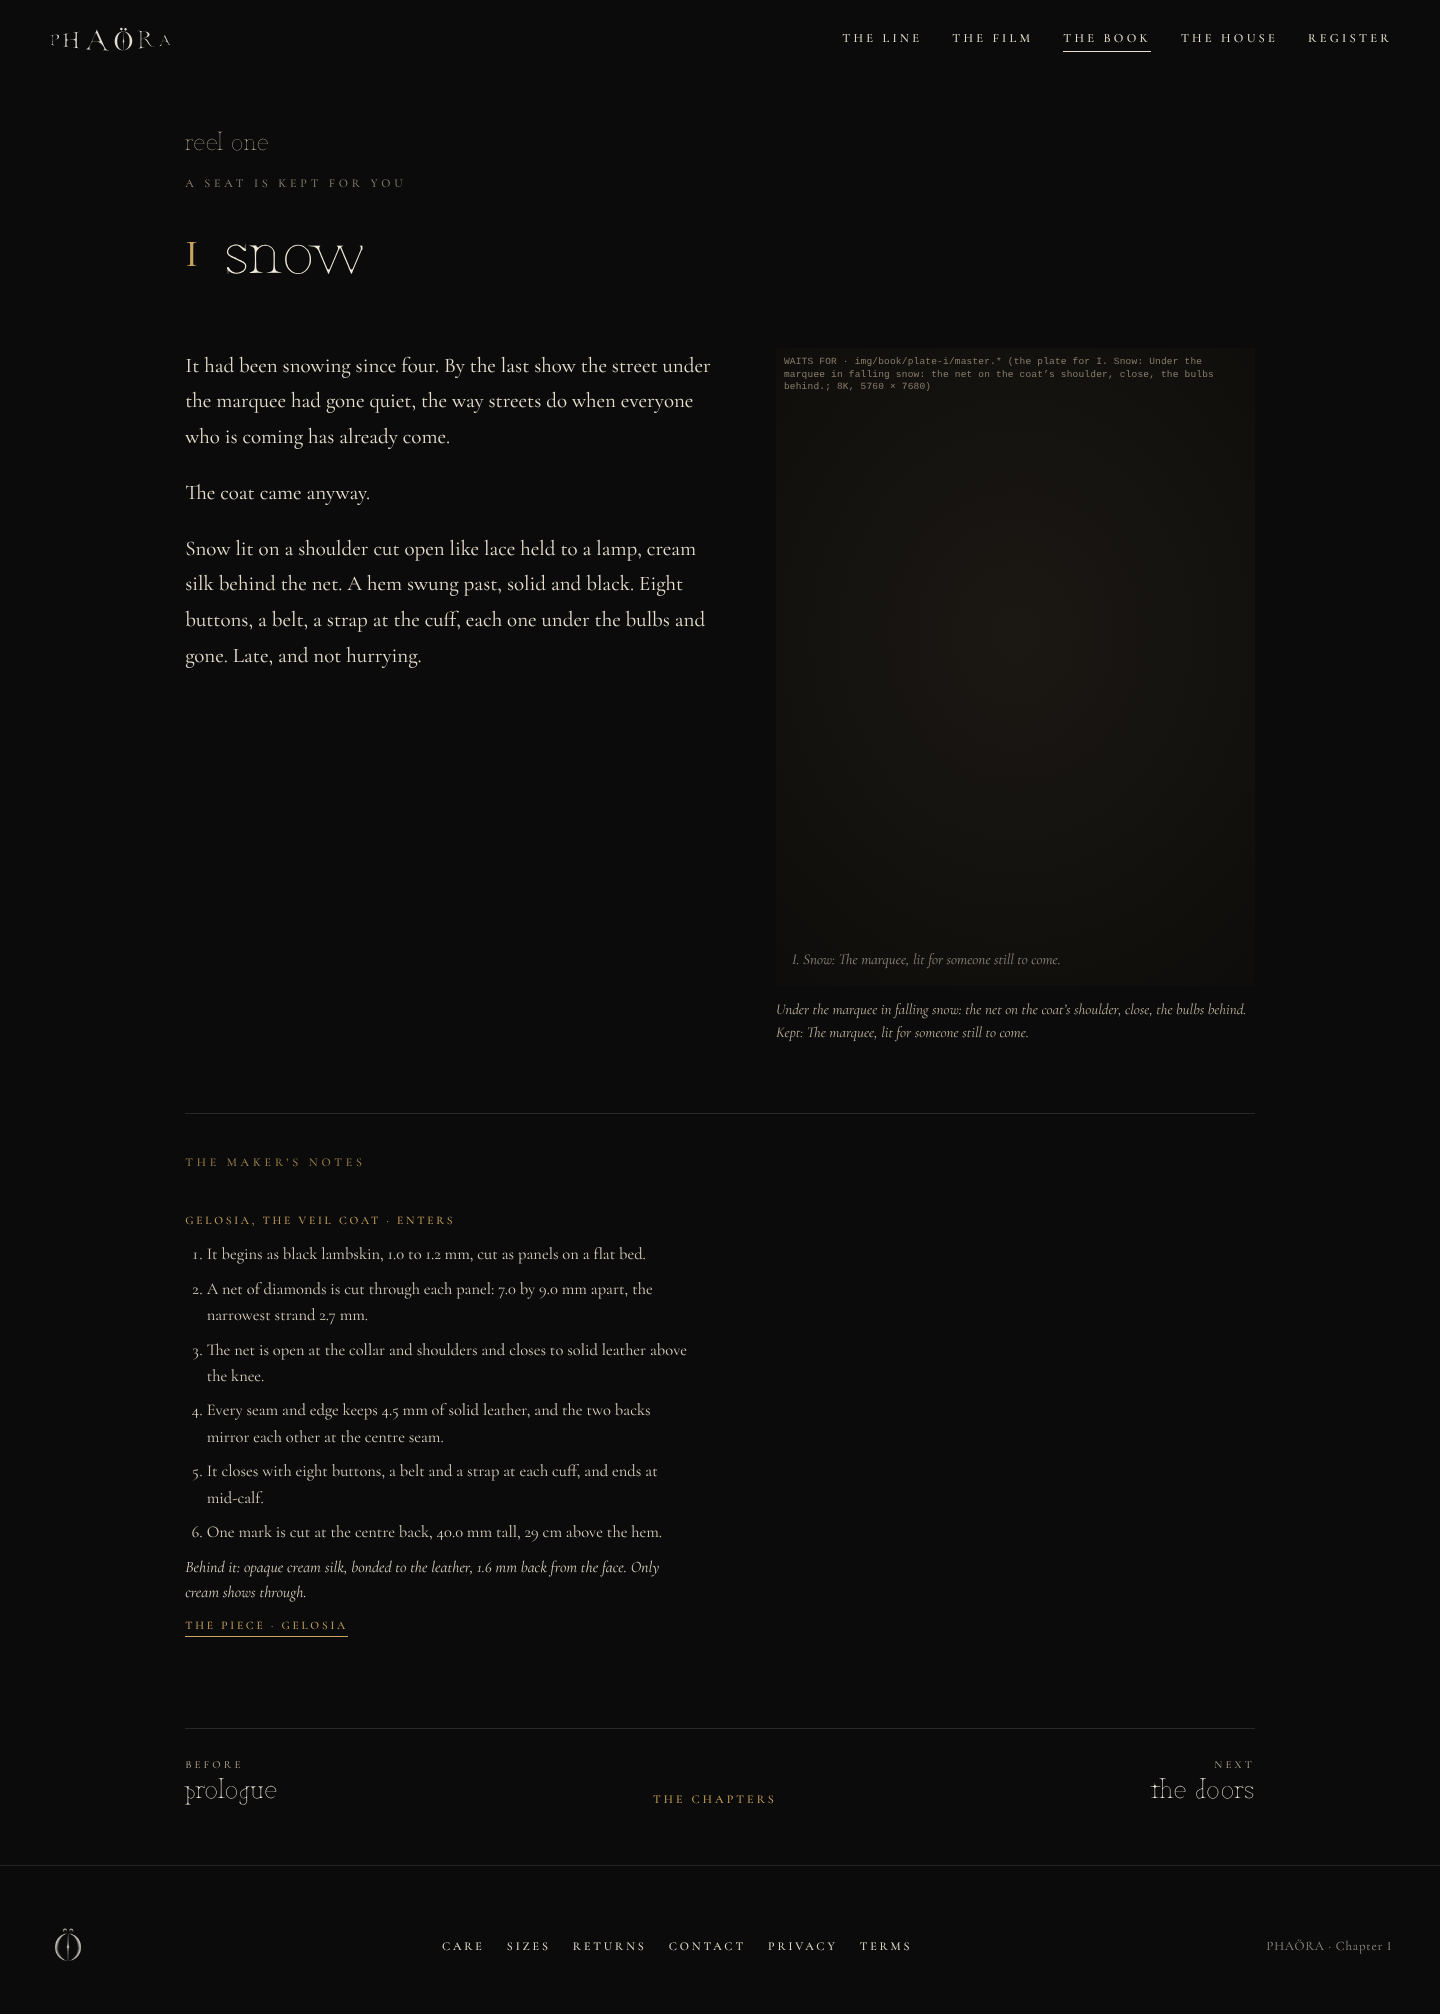 PHAÖRA
THE LINE THE FILM THE BOOK THE HOUSE REGISTER
reel one
A SEAT IS KEPT FOR YOU
I snow
It had been snowing since four. By the last show the street under
the marquee had gone quiet, the way streets do when everyone
who is coming has already come.
The coat came anyway.
Snow lit on a shoulder cut open like lace held to a lamp, cream
silk behind the net. A hem swung past, solid and black. Eight
buttons, a belt, a strap at the cuff, each one under the bulbs and
gone. Late, and not hurrying.
WAITS FOR · img/book/plate-i/master.* (the plate for I. Snow: Under the
marquee in falling snow: the net on the coat’s shoulder, close, the bulbs
behind.; 8K, 5760 × 7680)
I. Snow: The marquee, lit for someone still to come.
Under the marquee in falling snow: the net on the coat’s shoulder, close, the bulbs behind.
Kept: The marquee, lit for someone still to come.
THE MAKER’S NOTES
GELOSIA, THE VEIL COAT · ENTERS
1. It begins as black lambskin, 1.0 to 1.2 mm, cut as panels on a flat bed.
2. A net of diamonds is cut through each panel: 7.0 by 9.0 mm apart, the
narrowest strand 2.7 mm.
3. The net is open at the collar and shoulders and closes to solid leather above
the knee.
4. Every seam and edge keeps 4.5 mm of solid leather, and the two backs
mirror each other at the centre seam.
5. It closes with eight buttons, a belt and a strap at each cuff, and ends at
mid-calf.
6. One mark is cut at the centre back, 40.0 mm tall, 29 cm above the hem.
Behind it: opaque cream silk, bonded to the leather, 1.6 mm back from the face. Only
cream shows through.
THE PIECE · GELOSIA
BEFORE
prologue
THE CHAPTERS
NEXT
the doors
Ö
CARE SIZES RETURNS CONTACT PRIVACY TERMS
PHAÖRA · Chapter I